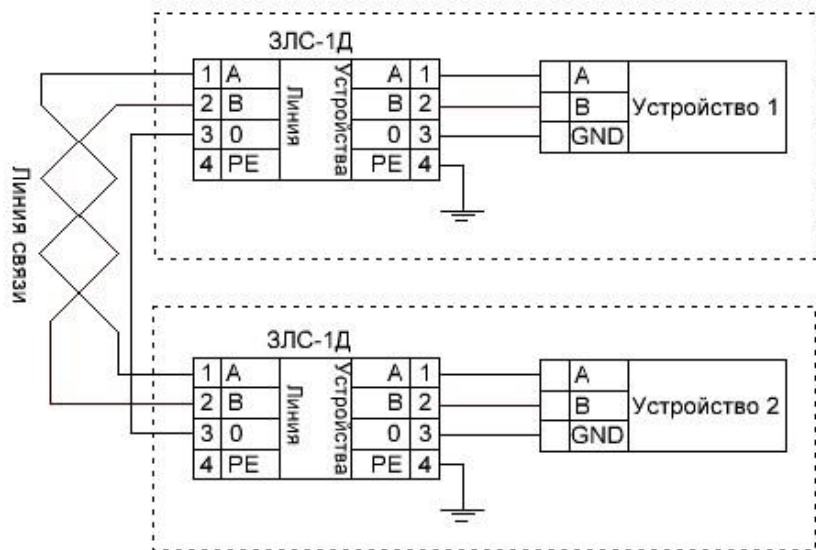 ЗЛС-1Д
1 A Линия Устройства A 1 A Устройство 1
2 B B 2 B
3 0 0 3 GND
4 PE PE 4
Линия связи
ЗЛС-1Д
1 A Линия Устройства A 1 A Устройство 2
2 B B 2 B
3 0 0 3 GND
4 PE PE 4